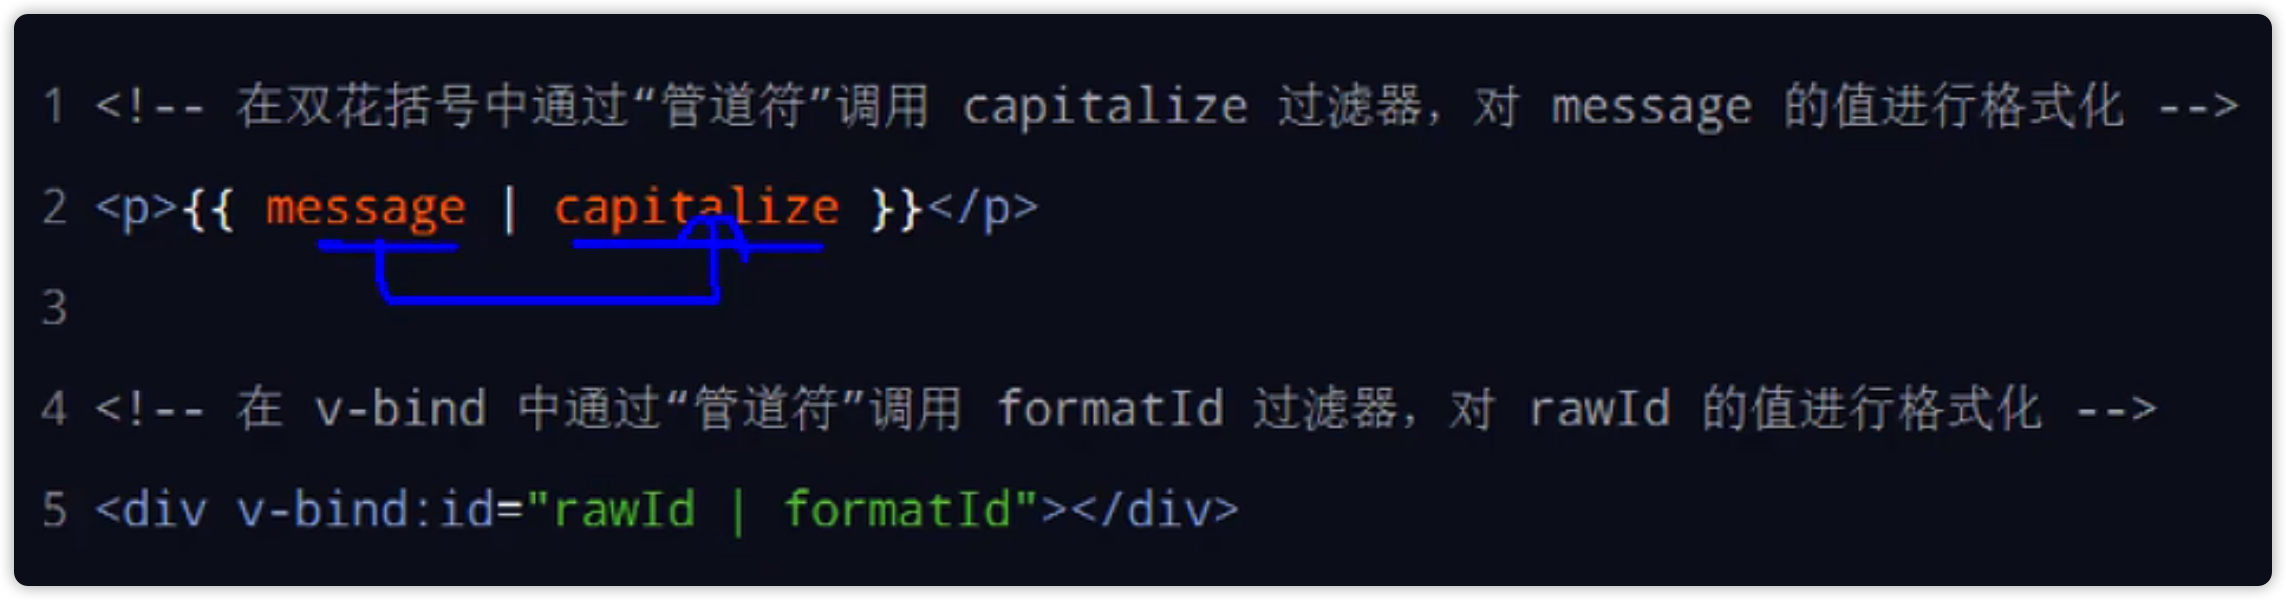 1 <!-- 在双花括号中通过“管道符”调用 capitalize 过滤器，对 message 的值进行格式化 -->
2 <p>{{ message | capitalize }}</p>
3
4 <!-- 在 v-bind 中通过“管道符”调用 formatId 过滤器，对 rawId 的值进行格式化 -->
5 <div v-bind:id="rawId | formatId"></div>